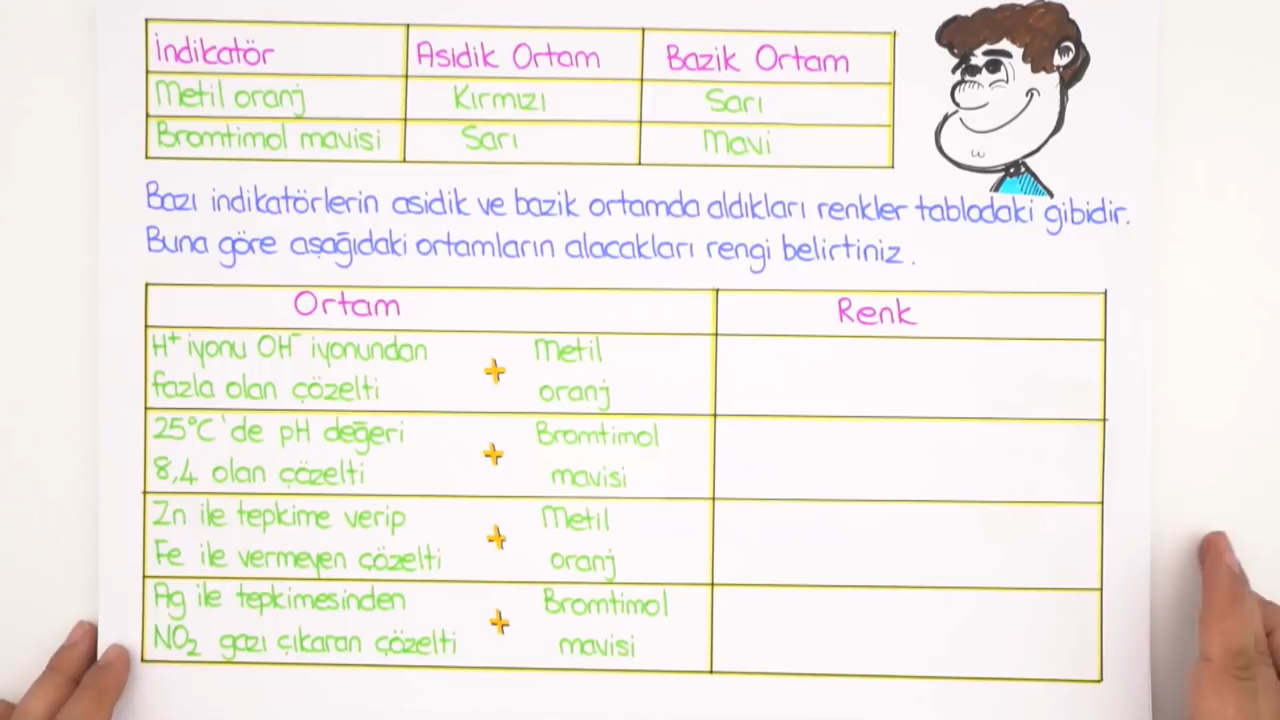 İndikatör Asidik Ortam Bazik Ortam
Metil oranj Kırmızı Sarı
Bromtimol mavisi Sarı Mavi
Bazı indikatörlerin asidik ve bazik ortamda aldıkları renkler tablodaki gibidir.
Buna göre aşağıdaki ortamların alacakları rengi belirtiniz.
Ortam Renk
H⁺ iyonu OH⁻ iyonundan + Metil
fazla olan çözelti oranj
25°C'de pH değeri + Bromtimol
8,4 olan çözelti mavisi
Zn ile tepkime verip + Metil
Fe ile vermeyen çözelti oranj
Ag ile tepkimesinden + Bromtimol
NO₂ gazı çıkaran çözelti mavisi